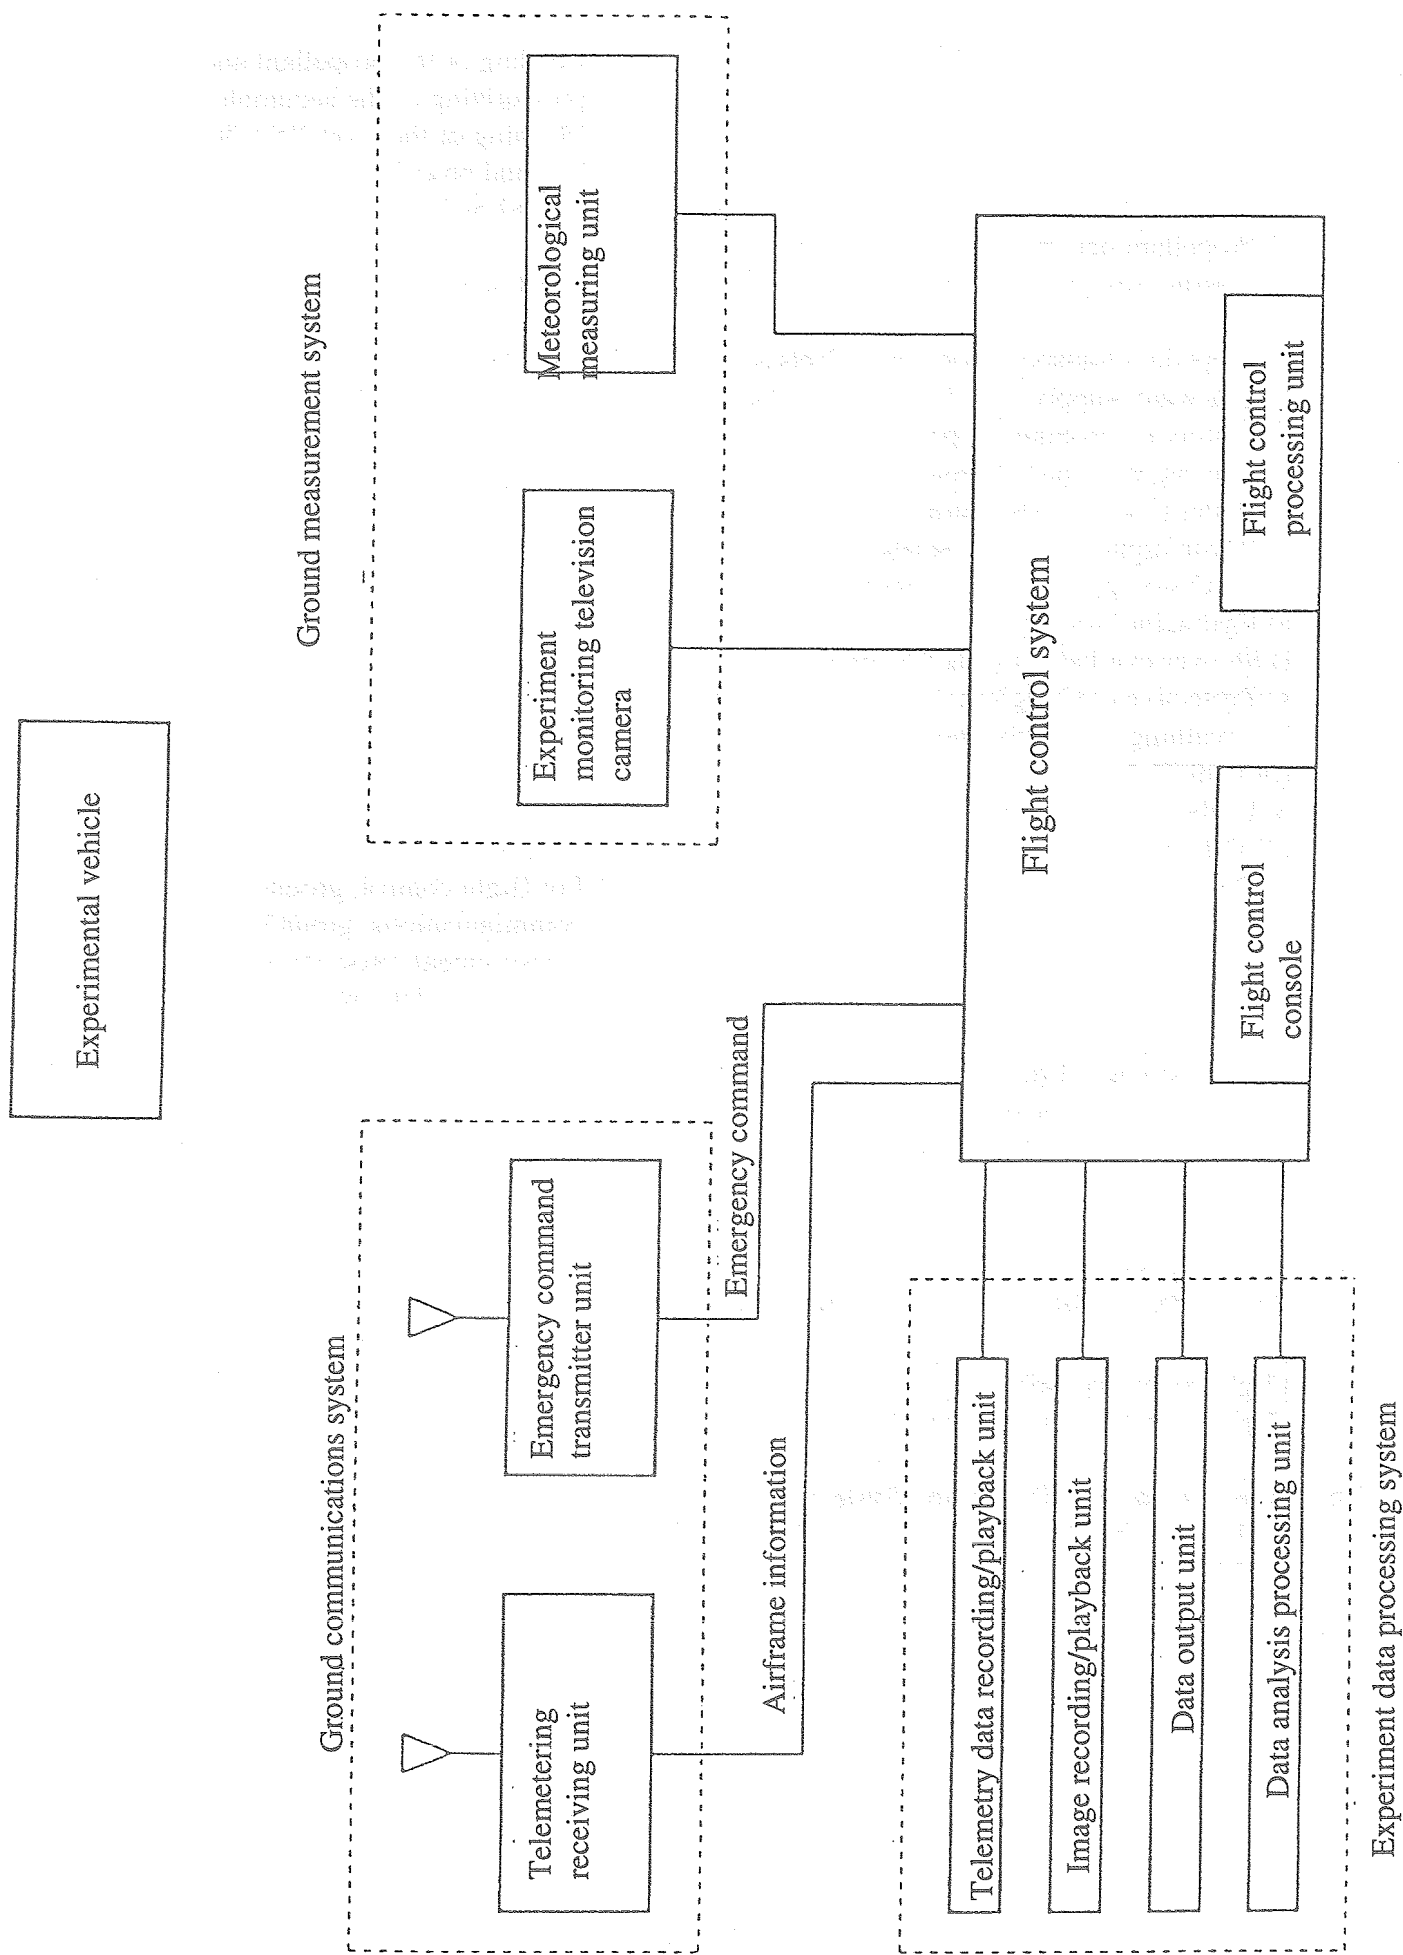 Experimental vehicle
Ground communications system
Ground measurement system
Telemetering
receiving unit
Emergency command
transmitter unit
Experiment
monitoring television
camera
Meteorological
measuring unit
Emergency command
Airframe information
Flight control system
Telemetry data recording/playback unit
Image recording/playback unit
Data output unit
Data analysis processing unit
Flight control
console
Flight control
processing unit
Experiment data processing system